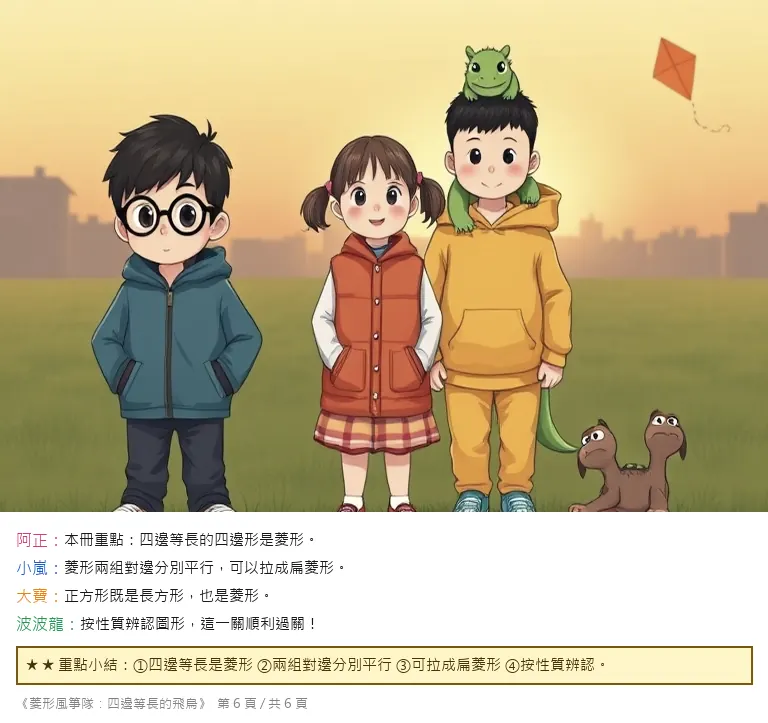 阿正：本冊重點：四邊等長的四邊形是菱形。
小嵐：菱形兩組對邊分別平行，可以拉成扁菱形。
大寶：正方形既是長方形，也是菱形。
波波龍：按性質辨認圖形，這一關順利過關！
★★重點小結：①四邊等長是菱形 ②兩組對邊分別平行 ③可拉成扁菱形 ④按性質辨認。
《菱形風箏隊：四邊等長的飛鳥》 第 6 頁 / 共 6 頁